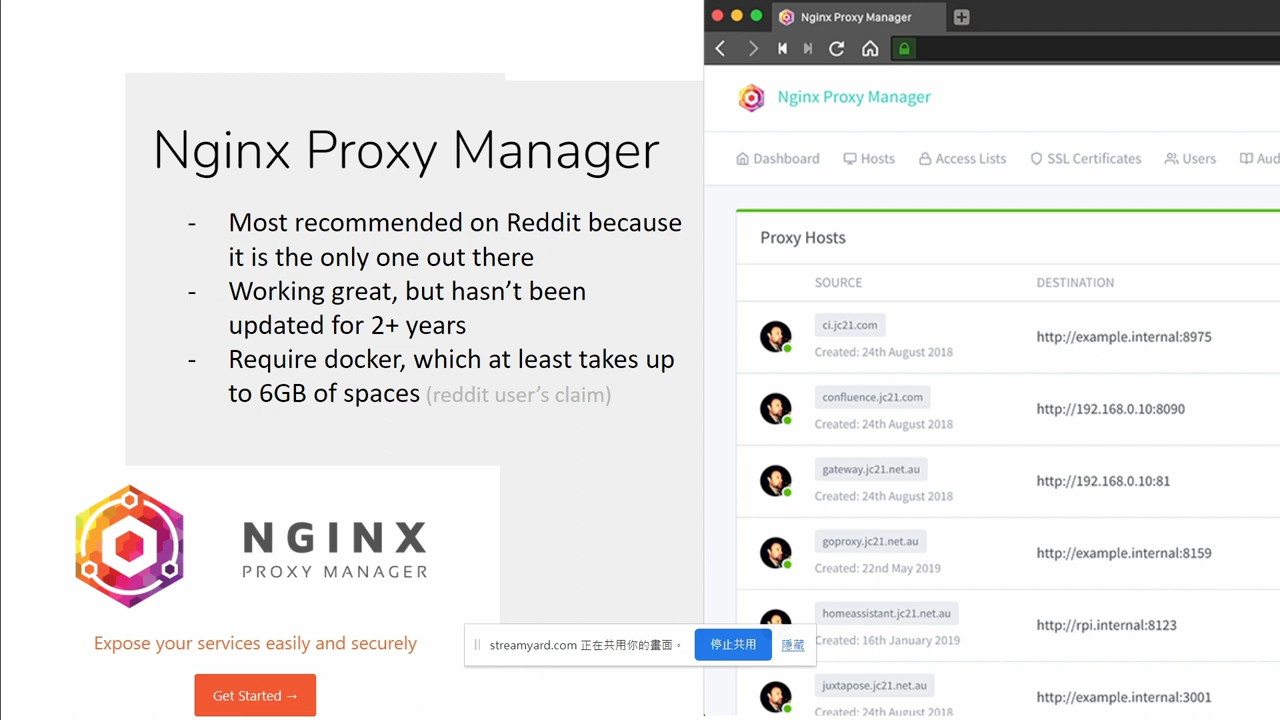 Nginx Proxy Manager
- Most recommended on Reddit because
it is the only one out there
- Working great, but hasn't been
updated for 2+ years
- Require docker, which at least takes up
to 6GB of spaces (reddit user's claim)
NGINX
PROXY MANAGER
Expose your services easily and securely
Get Started →
Nginx Proxy Manager
Nginx Proxy Manager
Dashboard Hosts Access Lists SSL Certificates Users Aud
Proxy Hosts
SOURCE DESTINATION
ci.jc21.com
Created: 24th August 2018
http://example.internal:8975
confluence.jc21.com
Created: 24th August 2018
http://192.168.0.10:8090
gateway.jc21.net.au
Created: 24th August 2018
http://192.168.0.10:81
goproxy.jc21.net.au
Created: 22nd May 2019
http://example.internal:8159
homeassistant.jc21.net.au
Created: 16th January 2019
http://rpi.internal:8123
juxtapose.jc21.net.au
Created: 24th August 2018
http://example.internal:3001
streamyard.com 正在共用你的畫面。 停止共用 隱藏